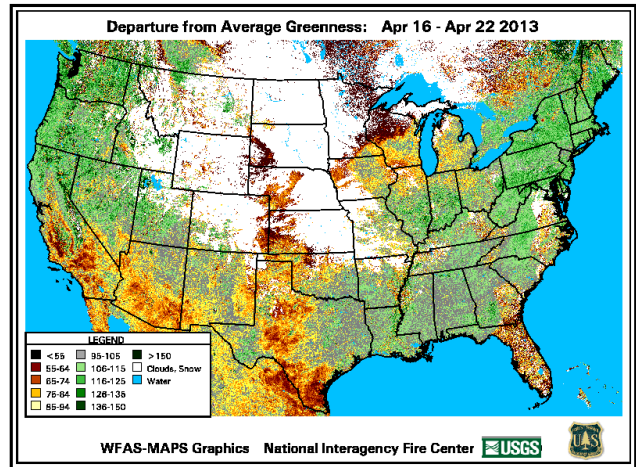 Departure from Average Greenness: Apr 16 - Apr 22 2013
LEGEND
<55 95-105 >150
55-64 106-115 Clouds, Snow
65-74 116-125 Water
75-84 126-135
85-94 136-150
WFAS-MAPS Graphics National Interagency Fire Center USGS